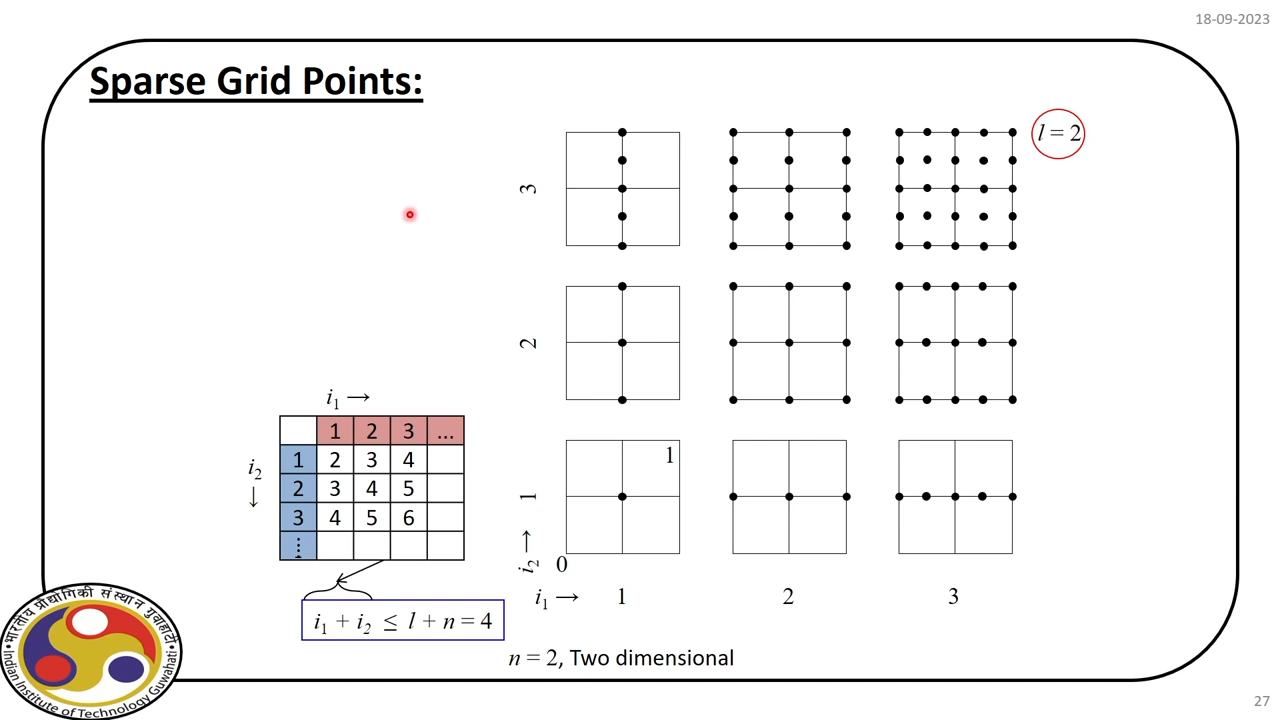 18-09-2023
Sparse Grid Points:
l = 2
3
2
1
1
0
i₂ →
i₁ → 1 2 3
i₁ →
1 2 3 ...
i₂ ↓
1 2 3 4
2 3 4 5
3 4 5 6
⋮
i₁ + i₂ ≤ l + n = 4
n = 2, Two dimensional
भारतीय प्रौद्योगिकी संस्थान गुवाहाटी
Indian Institute of Technology Guwahati
27